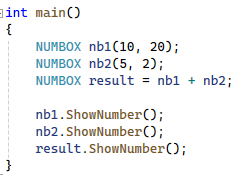 int main()
{
    NUMBOX nb1(10, 20);
    NUMBOX nb2(5, 2);
    NUMBOX result = nb1 + nb2;

    nb1.ShowNumber();
    nb2.ShowNumber();
    result.ShowNumber();
}